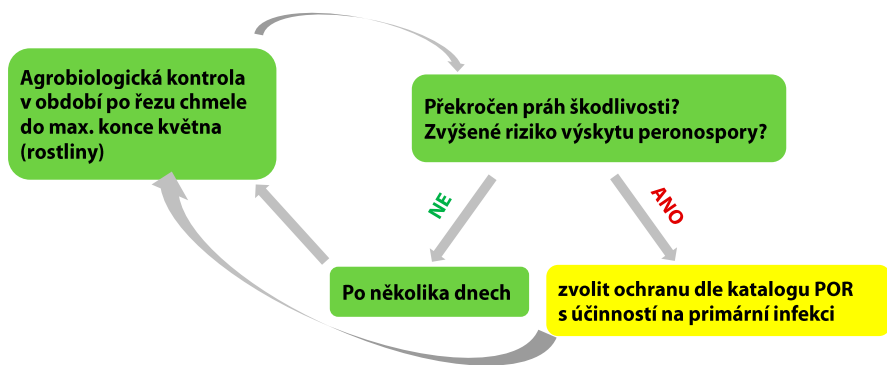 Agrobiologická kontrola
v období po řezu chmele
do max. konce května
(rostliny)
Překročen práh škodlivosti?
Zvýšené riziko výskytu peronospory?
NE
ANO
Po několika dnech
zvolit ochranu dle katalogu POR
s účinností na primární infekci